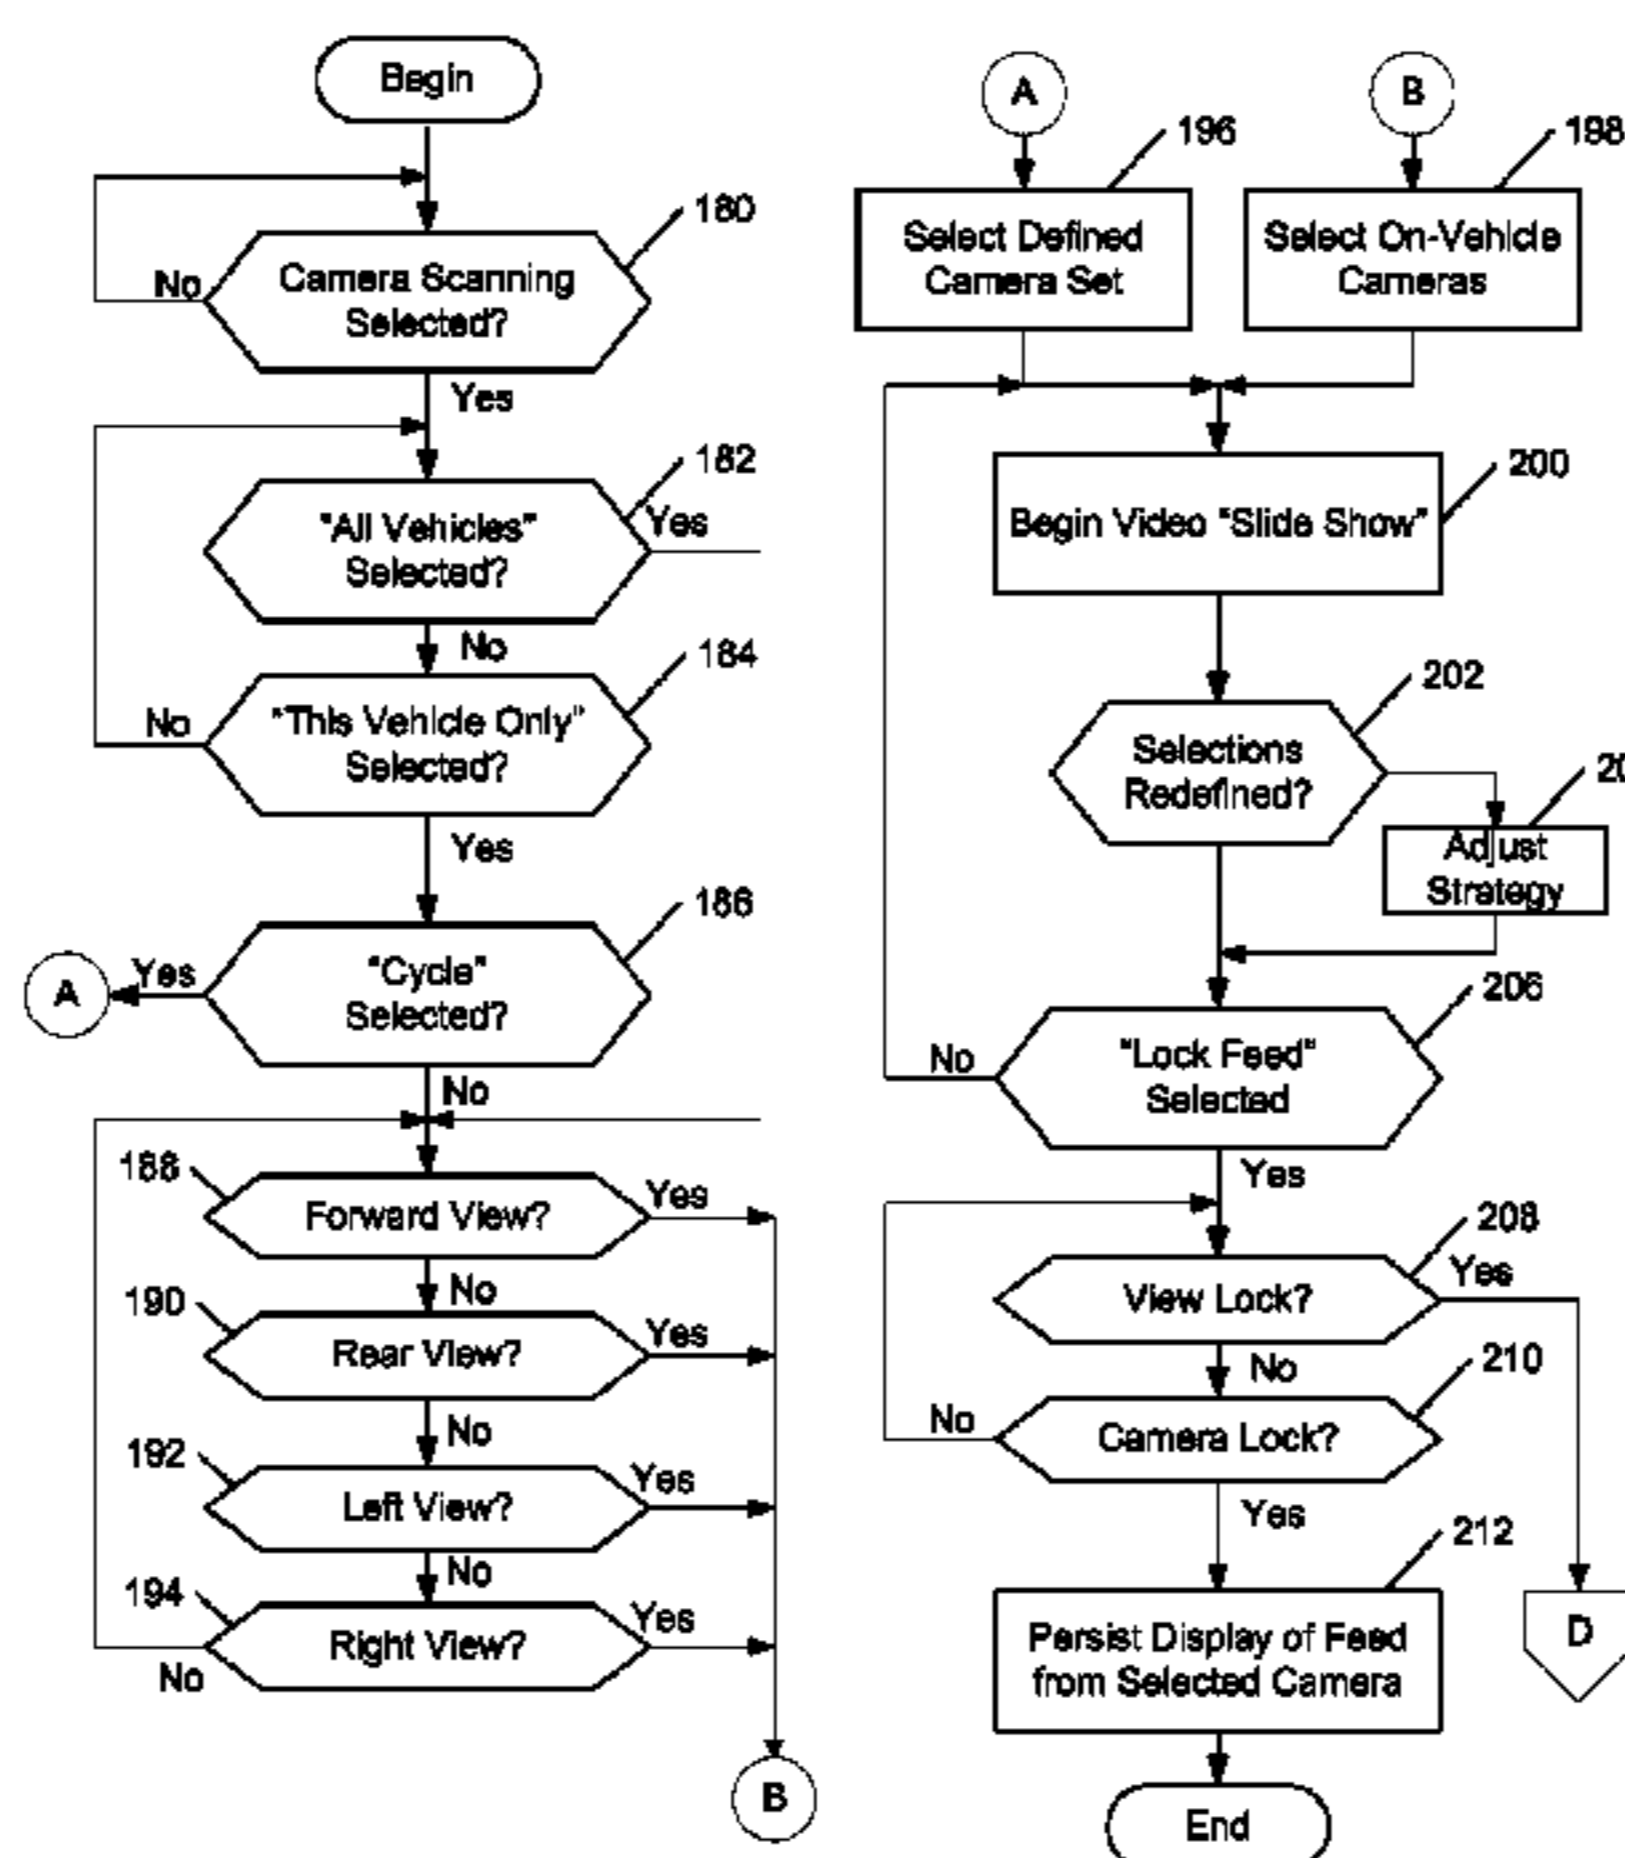 Begin
180
No
Camera Scanning
Selected?
Yes
182
"All Vehicles"
Selected?
Yes
No
184
No
"This Vehicle Only"
Selected?
Yes
186
A
Yes
"Cycle"
Selected?
No
188
Forward View?
Yes
No
190
Rear View?
Yes
No
192
Left View?
Yes
No
194
Right View?
Yes
No
B
A
B
196
198
Select Defined
Camera Set
Select On-Vehicle
Cameras
200
Begin Video "Slide Show"
202
Selections
Redefined?
Adjust
Strategy
206
No
"Lock Feed"
Selected
Yes
208
View Lock?
Yes
No
210
No
Camera Lock?
Yes
212
Persist Display of Feed
from Selected Camera
D
End